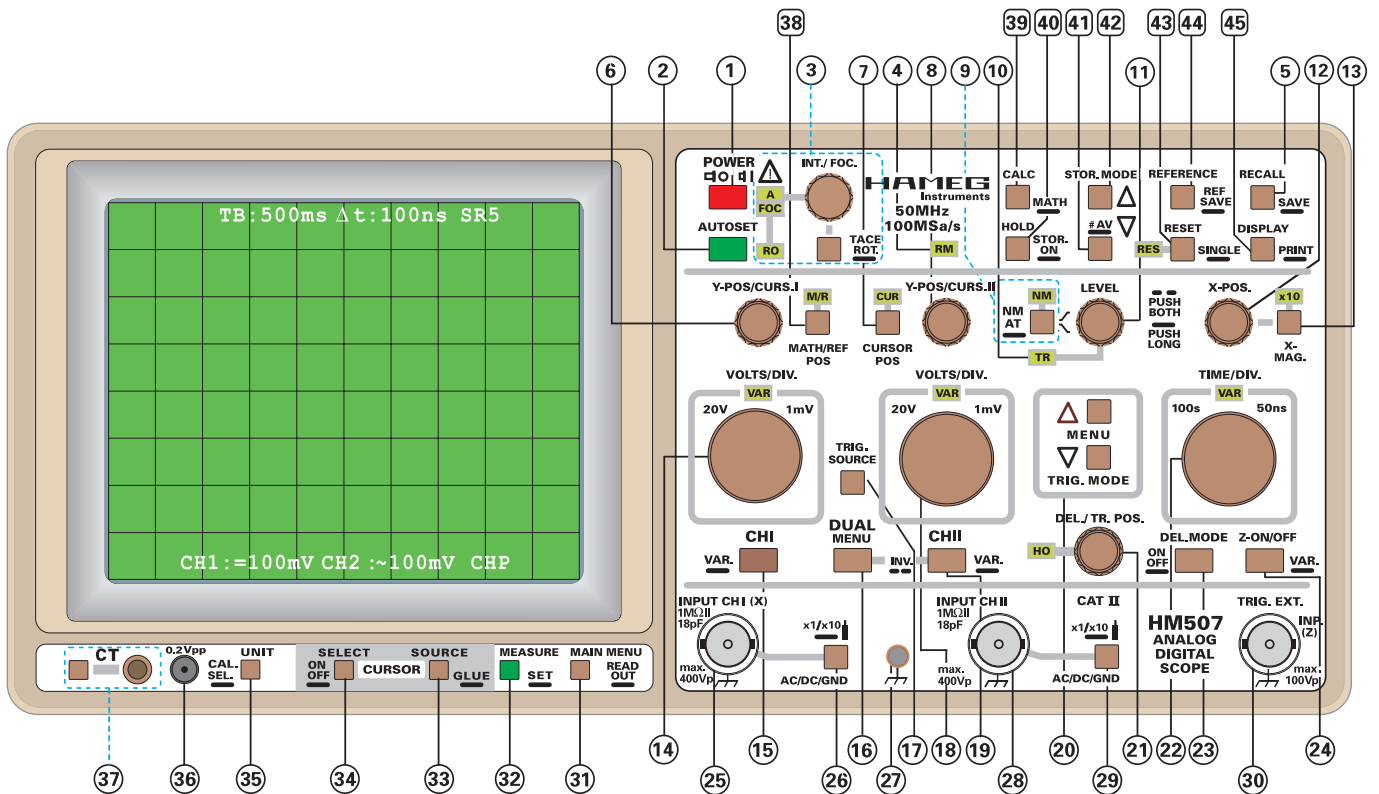 38 39 40 41 42 43 44 45
6 2 1 3 7 4 8 9 10 11 5 12 13
POWER
INT./ FOC.
A
FOC
RO
AUTOSET
TACE
ROT.
HAMEG
Instruments
50MHz
100MSa/s
RM
CALC
MATH
HOLD
STOR.
ON
STOR. MODE
# AV
REFERENCE
REF
SAVE
RES
RESET
SINGLE
RECALL
SAVE
DISPLAY
PRINT
TB:500ms Δt:100ns SR5
Y-POS/CURS.I
M/R
MATH/REF
POS
CUR
CURSOR
POS
Y-POS/CURS.II
NM
AT
NM
LEVEL
TR
PUSH
BOTH
PUSH
LONG
X-POS.
x10
X-
MAG.
VOLTS/DIV.
VAR
20V 1mV
VOLTS/DIV.
VAR
20V 1mV
TRIG.
SOURCE
MENU
TRIG. MODE
TIME/DIV.
VAR
100s 50ns
CHI
VAR.
DUAL
MENU
INV.
CHII
VAR.
DEL./ TR. POS.
HO
DEL.MODE
ON
OFF
Z-ON/OFF
VAR.
CH1:=100mV CH2 :~100mV CHP
INPUT CHI (X)
1MΩII
18pF
max.
400Vp
x1/x10
AC/DC/GND
INPUT CHII
1MΩII
18pF
max.
400Vp
CAT II
x1/x10
AC/DC/GND
HM507
ANALOG
DIGITAL
SCOPE
TRIG. EXT.
INP.
(Z)
max.
100Vp
CT
0.2Vpp
CAL.
SEL.
UNIT
SELECT
ON
OFF
CURSOR
SOURCE
GLUE
MEASURE
SET
MAIN MENU
READ
OUT
14 15 16 17 18 19 20 21 22 23 24
37 36 35 34 33 32 31 25 26 27 28 29 30